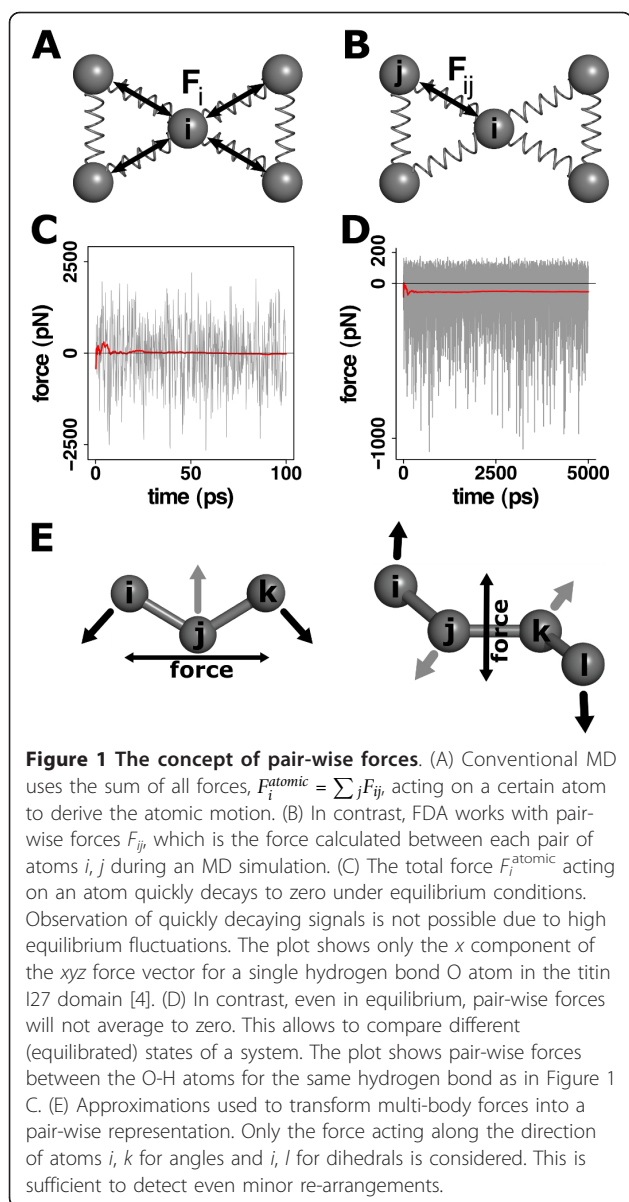 A
B
F_i
i
j
F_ij
i
C
D
force (pN)
2500
0
−2500
0
50
100
time (ps)
force (pN)
200
0
−1000
0
2500
5000
time (ps)
E
i
j
k
force
i
j
k
l
force
Figure 1 The concept of pair-wise forces. (A) Conventional MD
uses the sum of all forces, F_i^atomic = ∑_j F_ij, acting on a certain atom
to derive the atomic motion. (B) In contrast, FDA works with pair-
wise forces F_ij, which is the force calculated between each pair of
atoms i, j during an MD simulation. (C) The total force F_i^atomic acting
on an atom quickly decays to zero under equilibrium conditions.
Observation of quickly decaying signals is not possible due to high
equilibrium fluctuations. The plot shows only the x component of
the xyz force vector for a single hydrogen bond O atom in the titin
I27 domain [4]. (D) In contrast, even in equilibrium, pair-wise forces
will not average to zero. This allows to compare different
(equilibrated) states of a system. The plot shows pair-wise forces
between the O-H atoms for the same hydrogen bond as in Figure 1
C. (E) Approximations used to transform multi-body forces into a
pair-wise representation. Only the force acting along the direction
of atoms i, k for angles and i, l for dihedrals is considered. This is
sufficient to detect even minor re-arrangements.